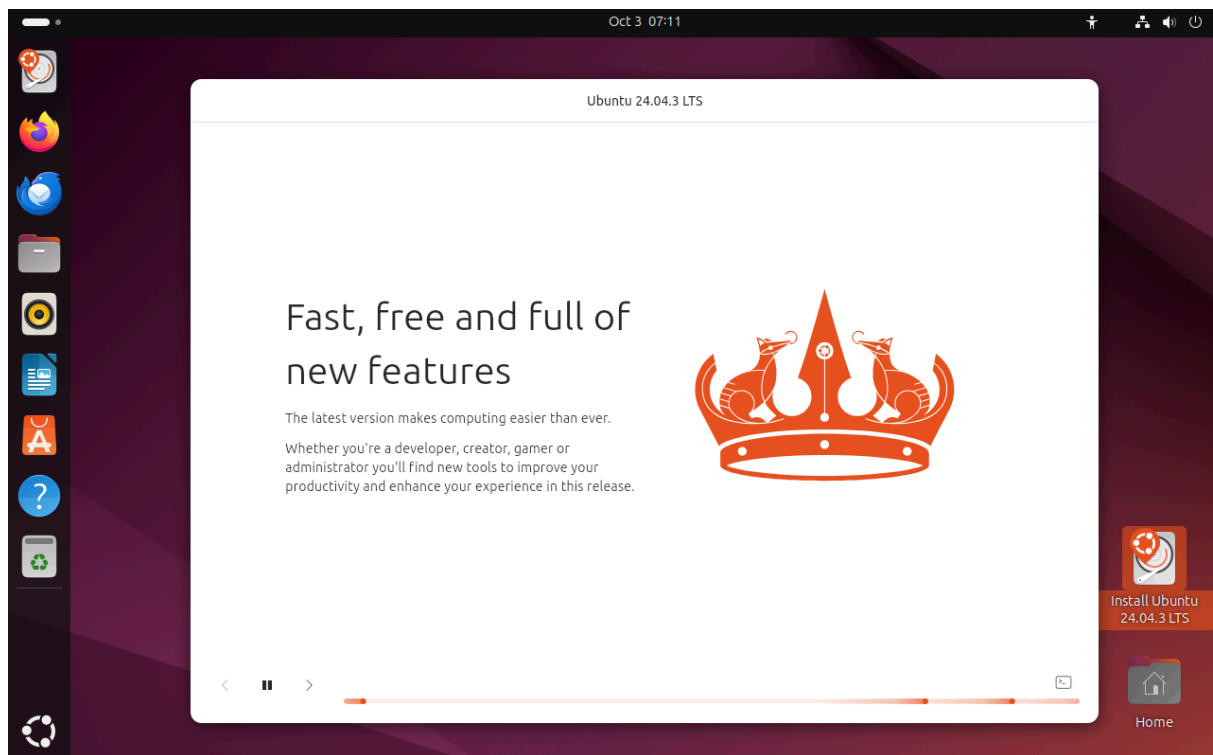 Oct 3 07:11
Ubuntu 24.04.3 LTS
Fast, free and full of
new features
The latest version makes computing easier than ever.
Whether you're a developer, creator, gamer or
administrator you'll find new tools to improve your
productivity and enhance your experience in this release.
Install Ubuntu
24.04.3 LTS
Home